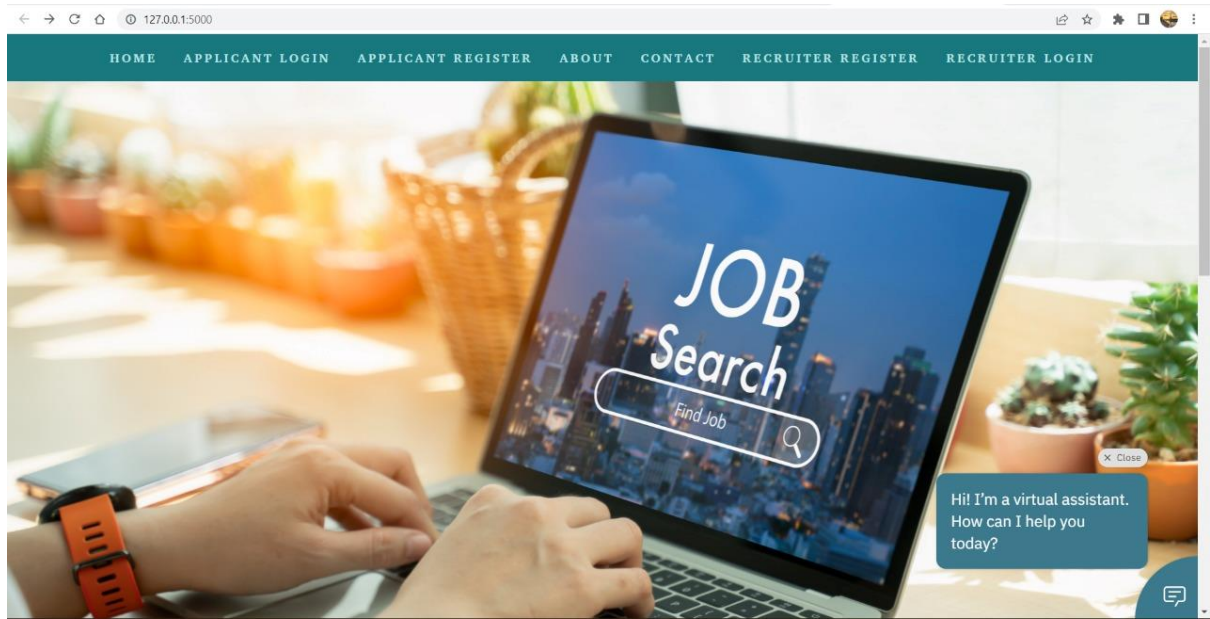 127.0.0.1:5000
HOME APPLICANT LOGIN APPLICANT REGISTER ABOUT CONTACT RECRUITER REGISTER RECRUITER LOGIN
JOB
Search
Find Job
× Close
Hi! I'm a virtual assistant.
How can I help you
today?